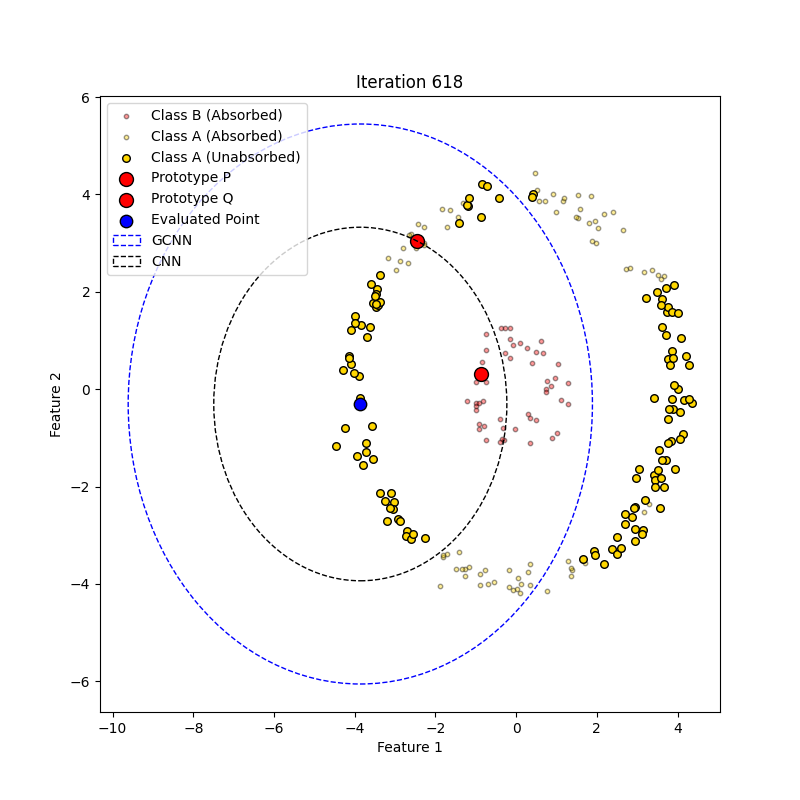 Iteration 618
Class B (Absorbed)
Class A (Absorbed)
Class A (Unabsorbed)
Prototype P
Prototype Q
Evaluated Point
GCNN
CNN
6
4
2
0
−2
−4
−6
Feature 2
−10
−8
−6
−4
−2
0
2
4
Feature 1